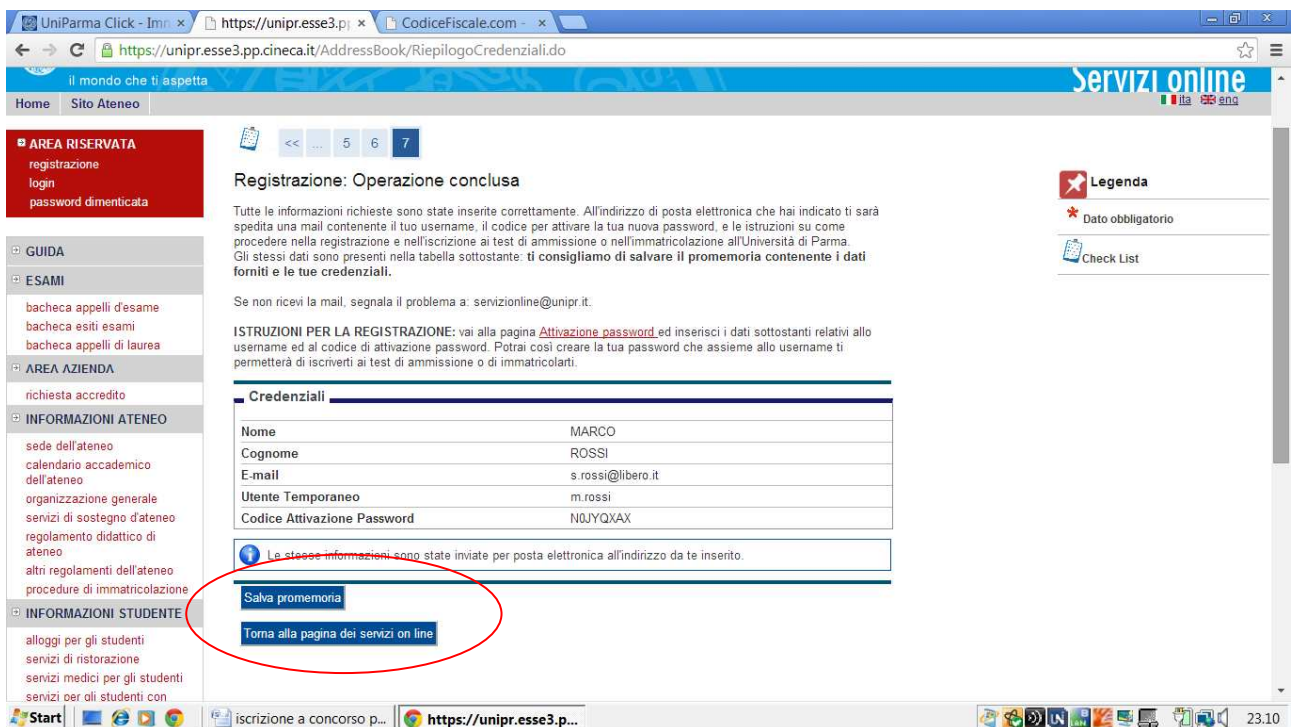 UniParma Click - Imm
https://unipr.esse3.p
CodiceFiscale.com -
https://unipr.esse3.pp.cineca.it/AddressBook/RiepilogoCredenziali.do
il mondo che ti aspetta
Servizi online
Home Sito Ateneo
ita eng
AREA RISERVATA
registrazione
login
password dimenticata
GUIDA
ESAMI
bacheca appelli d'esame
bacheca esiti esami
bacheca appelli di laurea
AREA AZIENDA
richiesta accredito
INFORMAZIONI ATENEO
sede dell'ateneo
calendario accademico
dell'ateneo
organizzazione generale
servizi di sostegno d'ateneo
regolamento didattico di
ateneo
altri regolamenti dell'ateneo
procedure di immatricolazione
INFORMAZIONI STUDENTE
alloggi per gli studenti
servizi di ristorazione
servizi medici per gli studenti
servizi per gli studenti con
<< ... 5 6 7
Registrazione: Operazione conclusa
Tutte le informazioni richieste sono state inserite correttamente. All'indirizzo di posta elettronica che hai indicato ti sarà
spedita una mail contenente il tuo username, il codice per attivare la tua nuova password, e le istruzioni su come
procedere nella registrazione e nell'iscrizione ai test di ammissione o nell'immatricolazione all'Università di Parma.
Gli stessi dati sono presenti nella tabella sottostante: ti consigliamo di salvare il promemoria contenente i dati
forniti e le tue credenziali.
Se non ricevi la mail, segnala il problema a: servizionline@unipr.it.
ISTRUZIONI PER LA REGISTRAZIONE: vai alla pagina Attivazione password ed inserisci i dati sottostanti relativi allo
username ed al codice di attivazione password. Potrai così creare la tua password che assieme allo username ti
permetterà di iscriverti ai test di ammissione o di immatricolarti.
Credenziali
Nome MARCO
Cognome ROSSI
E-mail s.rossi@libero.it
Utente Temporaneo m.rossi
Codice Attivazione Password N0JYQXAX
Le stesse informazioni sono state inviate per posta elettronica all'indirizzo da te inserito.
Salva promemoria
Torna alla pagina dei servizi on line
Legenda
Dato obbligatorio
Check List
Start
iscrizione a concorso p...
https://unipr.esse3.p...
23.10